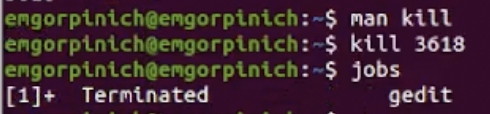 emgorpinich@emgorpinich:~$ man kill
emgorpinich@emgorpinich:~$ kill 3618
emgorpinich@emgorpinich:~$ jobs
[1]+  Terminated              gedit